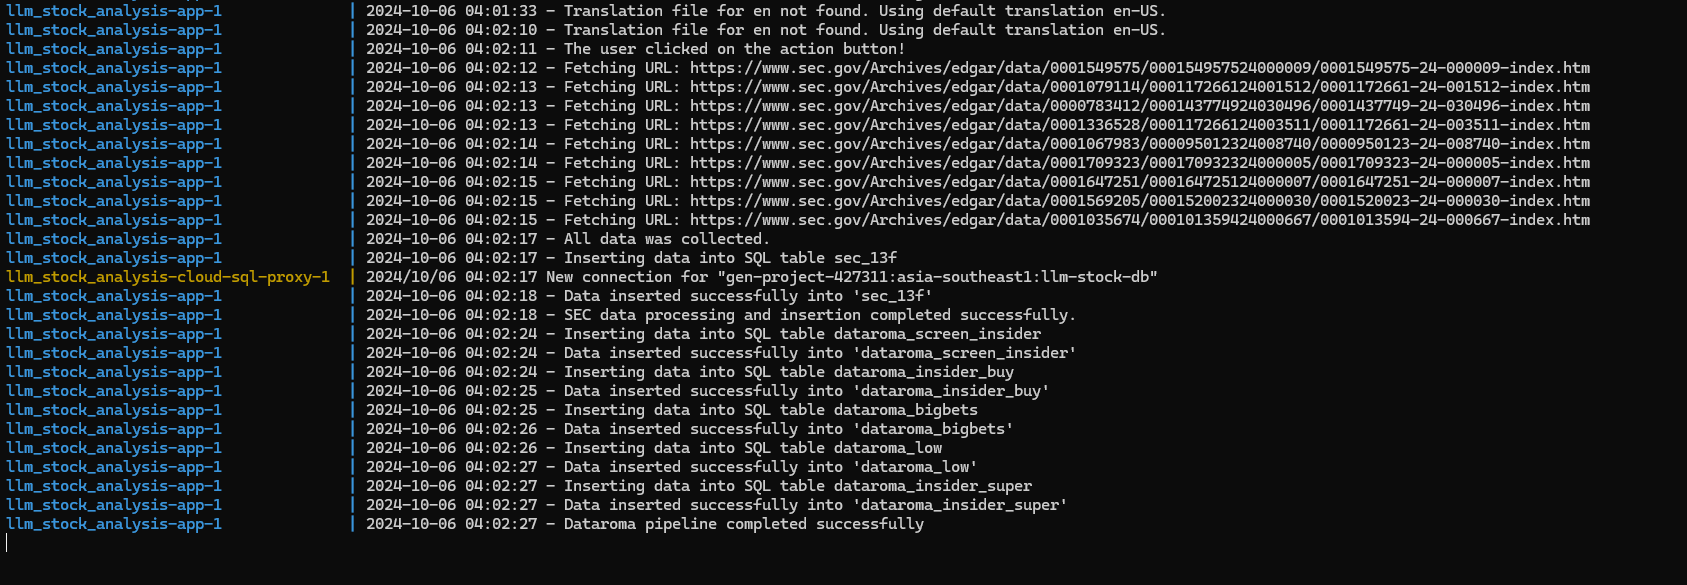 llm_stock_analysis-app-1 | 2024-10-06 04:01:33 - Translation file for en not found. Using default translation en-US.
llm_stock_analysis-app-1 | 2024-10-06 04:02:10 - Translation file for en not found. Using default translation en-US.
llm_stock_analysis-app-1 | 2024-10-06 04:02:11 - The user clicked on the action button!
llm_stock_analysis-app-1 | 2024-10-06 04:02:12 - Fetching URL: https://www.sec.gov/Archives/edgar/data/0001549575/000154957524000009/0001549575-24-000009-index.htm
llm_stock_analysis-app-1 | 2024-10-06 04:02:13 - Fetching URL: https://www.sec.gov/Archives/edgar/data/0001079114/000117266124001512/0001172661-24-001512-index.htm
llm_stock_analysis-app-1 | 2024-10-06 04:02:13 - Fetching URL: https://www.sec.gov/Archives/edgar/data/0000783412/000143774924030496/0001437749-24-030496-index.htm
llm_stock_analysis-app-1 | 2024-10-06 04:02:13 - Fetching URL: https://www.sec.gov/Archives/edgar/data/0001336528/000117266124003511/0001172661-24-003511-index.htm
llm_stock_analysis-app-1 | 2024-10-06 04:02:14 - Fetching URL: https://www.sec.gov/Archives/edgar/data/0001067983/000095012324008740/0000950123-24-008740-index.htm
llm_stock_analysis-app-1 | 2024-10-06 04:02:14 - Fetching URL: https://www.sec.gov/Archives/edgar/data/0001709323/000170932324000005/0001709323-24-000005-index.htm
llm_stock_analysis-app-1 | 2024-10-06 04:02:15 - Fetching URL: https://www.sec.gov/Archives/edgar/data/0001647251/000164725124000007/0001647251-24-000007-index.htm
llm_stock_analysis-app-1 | 2024-10-06 04:02:15 - Fetching URL: https://www.sec.gov/Archives/edgar/data/0001569205/000152002324000030/0001520023-24-000030-index.htm
llm_stock_analysis-app-1 | 2024-10-06 04:02:15 - Fetching URL: https://www.sec.gov/Archives/edgar/data/0001035674/000101359424000667/0001013594-24-000667-index.htm
llm_stock_analysis-app-1 | 2024-10-06 04:02:17 - All data was collected.
llm_stock_analysis-app-1 | 2024-10-06 04:02:17 - Inserting data into SQL table sec_13f
llm_stock_analysis-cloud-sql-proxy-1 | 2024/10/06 04:02:17 New connection for "gen-project-427311:asia-southeast1:llm-stock-db"
llm_stock_analysis-app-1 | 2024-10-06 04:02:18 - Data inserted successfully into 'sec_13f'
llm_stock_analysis-app-1 | 2024-10-06 04:02:18 - SEC data processing and insertion completed successfully.
llm_stock_analysis-app-1 | 2024-10-06 04:02:24 - Inserting data into SQL table dataroma_screen_insider
llm_stock_analysis-app-1 | 2024-10-06 04:02:24 - Data inserted successfully into 'dataroma_screen_insider'
llm_stock_analysis-app-1 | 2024-10-06 04:02:24 - Inserting data into SQL table dataroma_insider_buy
llm_stock_analysis-app-1 | 2024-10-06 04:02:25 - Data inserted successfully into 'dataroma_insider_buy'
llm_stock_analysis-app-1 | 2024-10-06 04:02:25 - Inserting data into SQL table dataroma_bigbets
llm_stock_analysis-app-1 | 2024-10-06 04:02:26 - Data inserted successfully into 'dataroma_bigbets'
llm_stock_analysis-app-1 | 2024-10-06 04:02:26 - Inserting data into SQL table dataroma_low
llm_stock_analysis-app-1 | 2024-10-06 04:02:27 - Data inserted successfully into 'dataroma_low'
llm_stock_analysis-app-1 | 2024-10-06 04:02:27 - Inserting data into SQL table dataroma_insider_super
llm_stock_analysis-app-1 | 2024-10-06 04:02:27 - Data inserted successfully into 'dataroma_insider_super'
llm_stock_analysis-app-1 | 2024-10-06 04:02:27 - Dataroma pipeline completed successfully